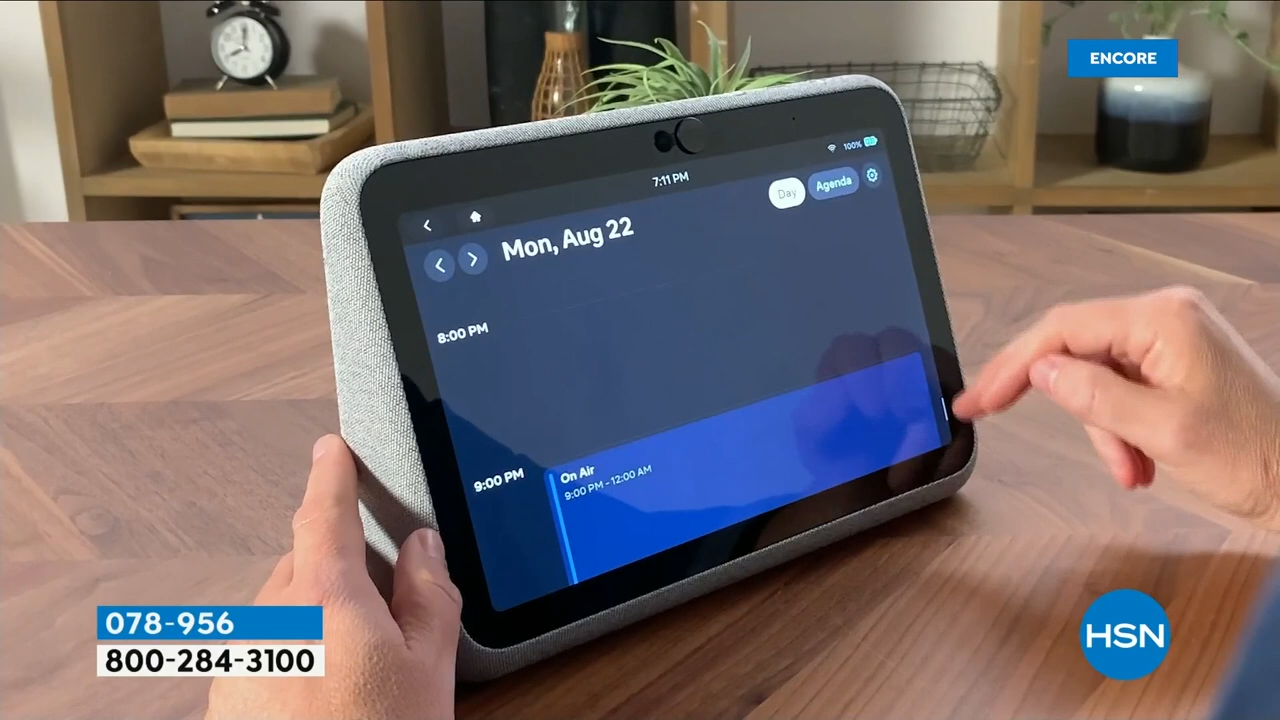 ENCORE
7:11 PM
100%
Day
Agenda
Mon, Aug 22
8:00 PM
9:00 PM
On Air
9:00 PM - 12:00 AM
078-956
800-284-3100
HSN